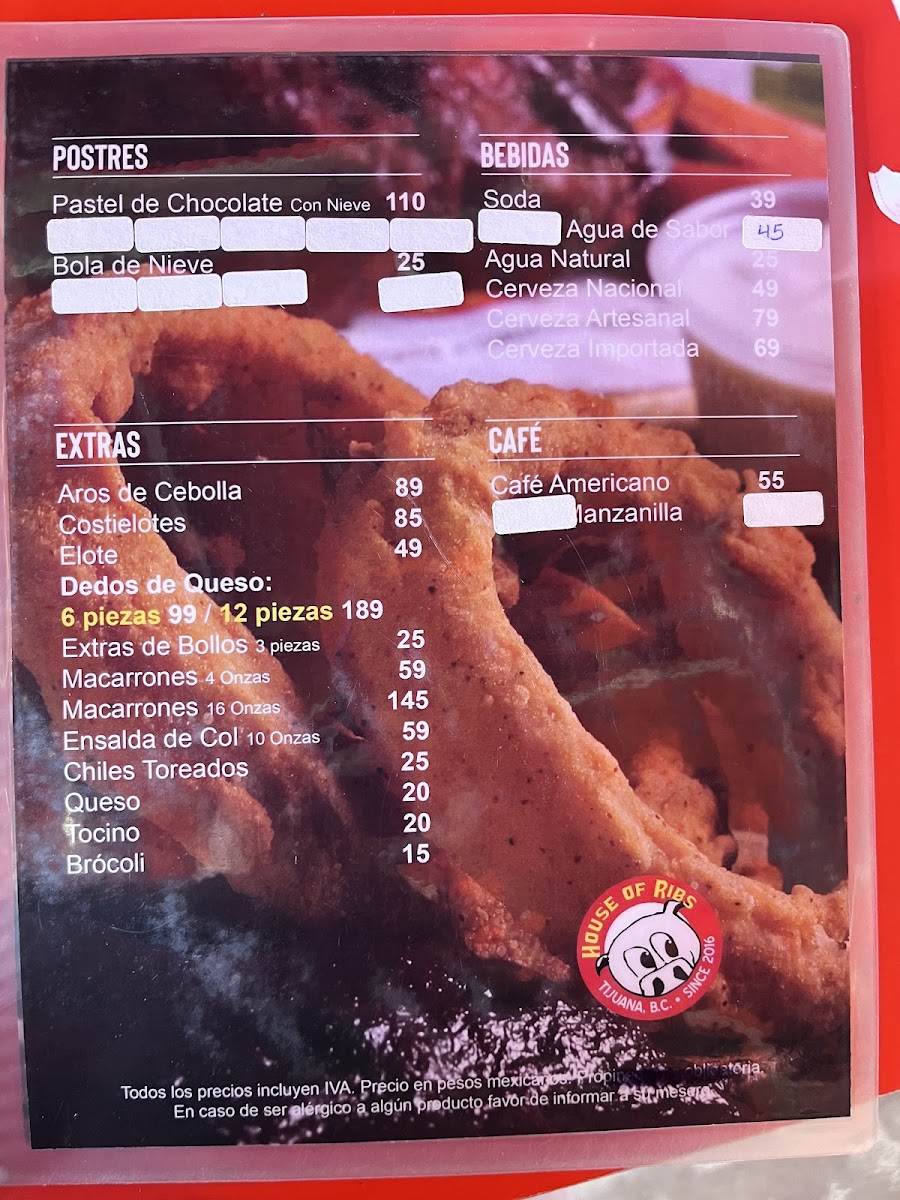 POSTRES
Pastel de Chocolate Con Nieve 110
Bola de Nieve 25
BEBIDAS
Soda 39
Agua de Sabor 45
Agua Natural 25
Cerveza Nacional 49
Cerveza Artesanal 79
Cerveza Importada 69
EXTRAS
Aros de Cebolla 89
Costielotes 85
Elote 49
Dedos de Queso:
6 piezas 99 / 12 piezas 189
Extras de Bollos 3 piezas 25
Macarrones 4 Onzas 59
Macarrones 16 Onzas 145
Ensalda de Col 10 Onzas 59
Chiles Toreados 25
Queso 20
Tocino 20
Brócoli 15
CAFÉ
Café Americano 55
Manzanilla
HOUSE OF RIBS
TIJUANA, B.C. • SINCE 2016
Todos los precios incluyen IVA. Precio en pesos mexicanos.
En caso de ser alérgico a algún producto favor de informar a su mesero.